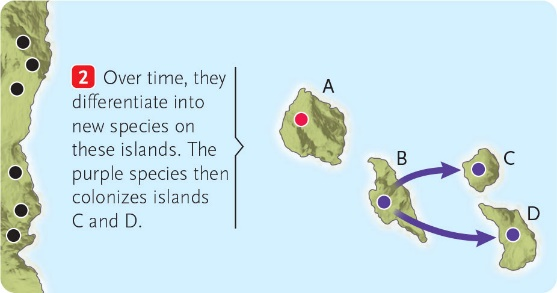 2 Over time, they
differentiate into
new species on
these islands. The
purple species then
colonizes islands
C and D.
A
B
C
D